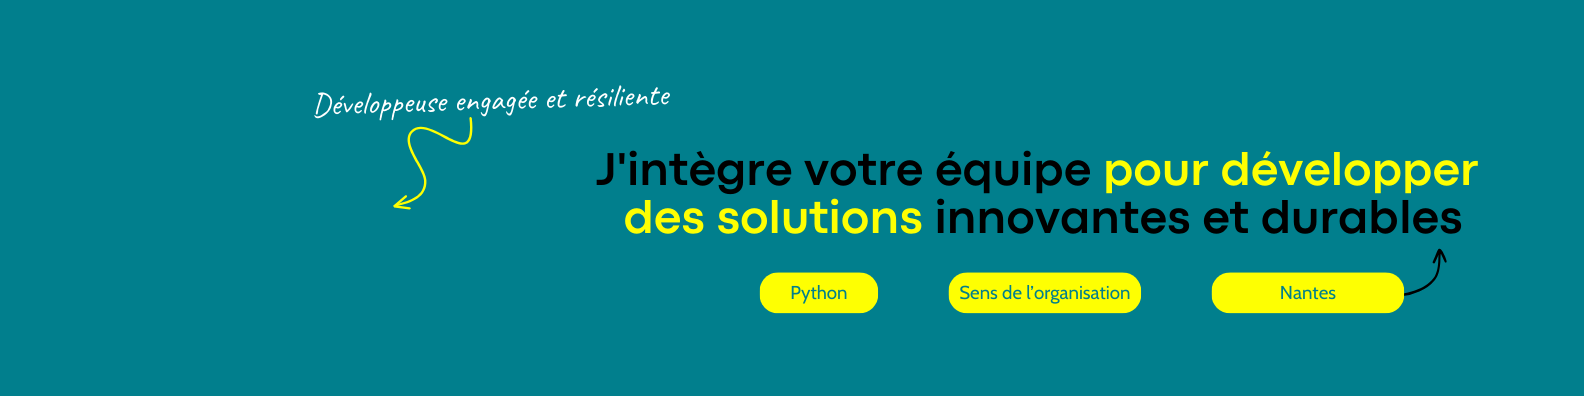 Développeuse engagée et résiliente
J'intègre votre équipe pour développer
des solutions innovantes et durables
Python
Sens de l’organisation
Nantes